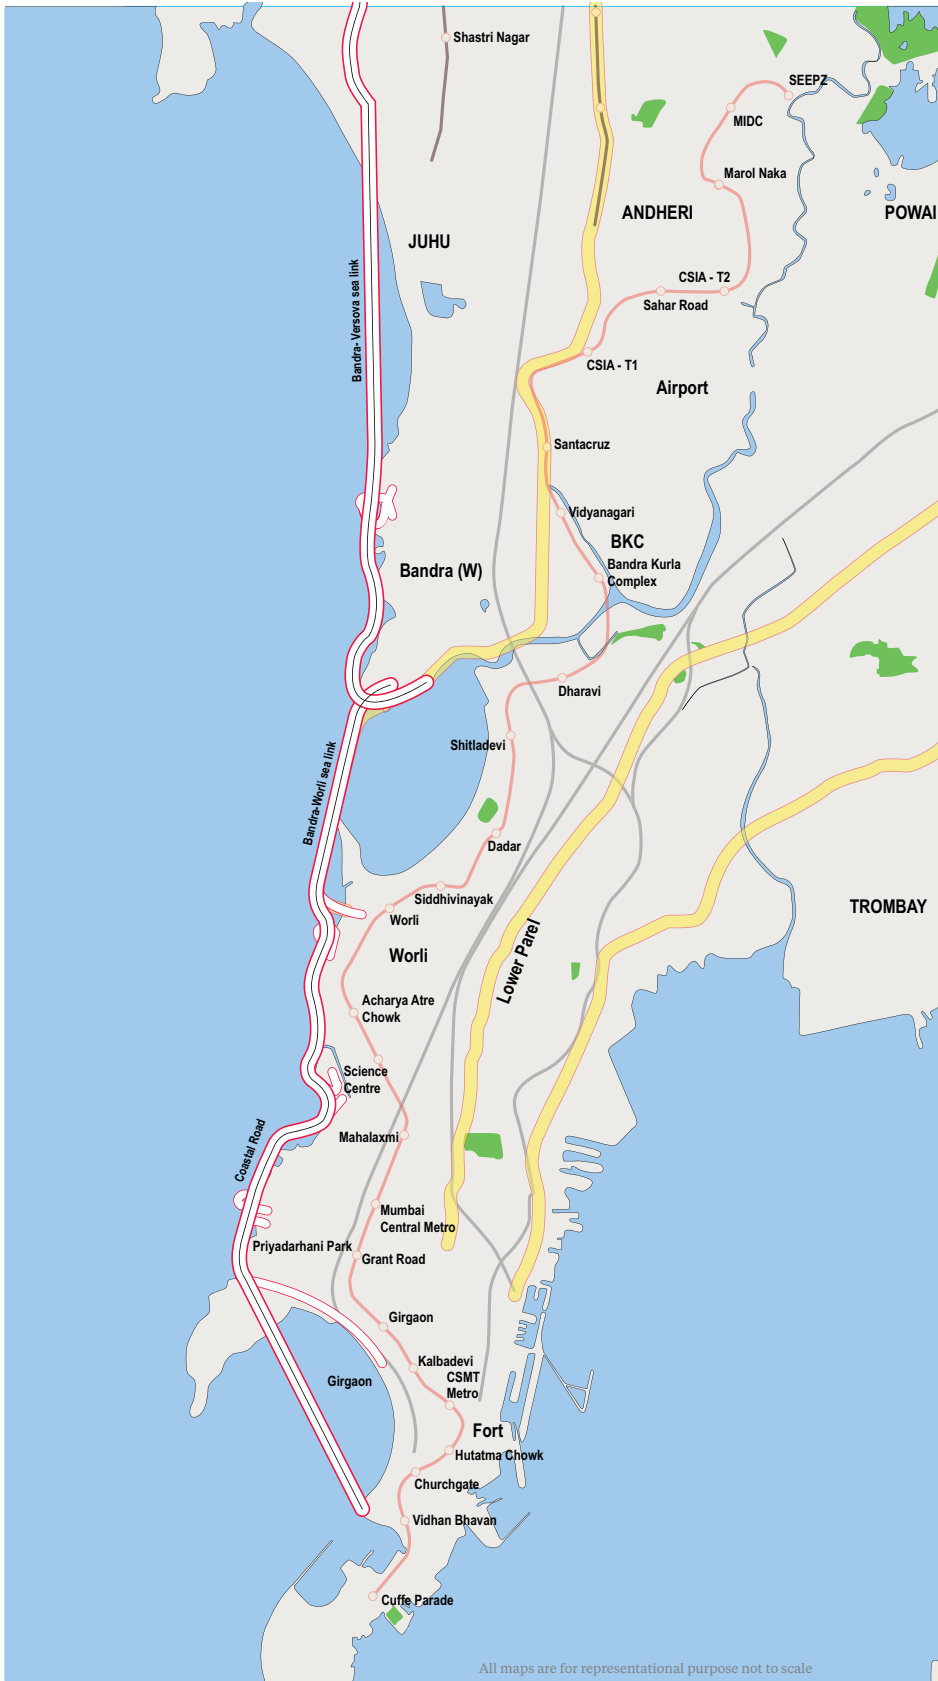 Shastri Nagar
SEEPZ
MIDC
Marol Naka
ANDHERI
POWAI
JUHU
CSIA - T2
Sahar Road
Bandra- Versova sea link
CSIA - T1
Airport
Santacruz
Vidyanagari
BKC
Bandra Kurla
Complex
Bandra (W)
Dharavi
Shitladevi
Bandra-Worli sea link
Dadar
Siddhivinayak
Worli
TROMBAY
Worli
Lower Parel
Acharya Atre
Chowk
Science
Centre
Mahalaxmi
Coastal Road
Mumbai
Central Metro
Priyadarhani Park
Grant Road
Girgaon
Kalbadevi
CSMT
Metro
Girgaon
Fort
Hutatma Chowk
Churchgate
Vidhan Bhavan
Cuffe Parade
All maps are for representational purpose not to scale